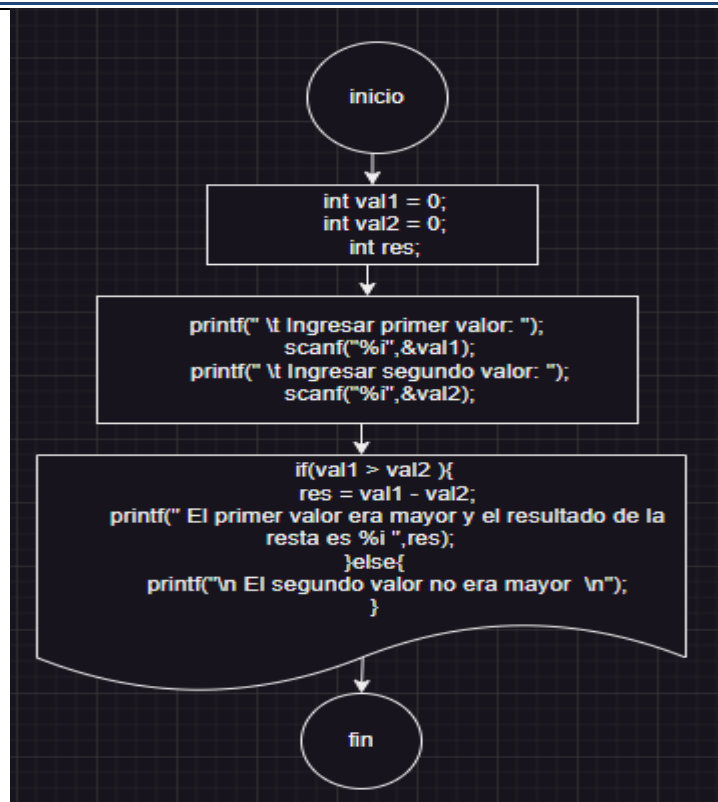 inicio
int val1 = 0;
int val2 = 0;
int res;
printf(" \t Ingresar primer valor: ");
scanf("%i",&val1);
printf(" \t Ingresar segundo valor: ");
scanf("%i",&val2);
if(val1 > val2 ){
res = val1 - val2;
printf(" El primer valor era mayor y el resultado de la
resta es %i ",res);
}else{
printf("\n El segundo valor no era mayor  \n");
}
fin